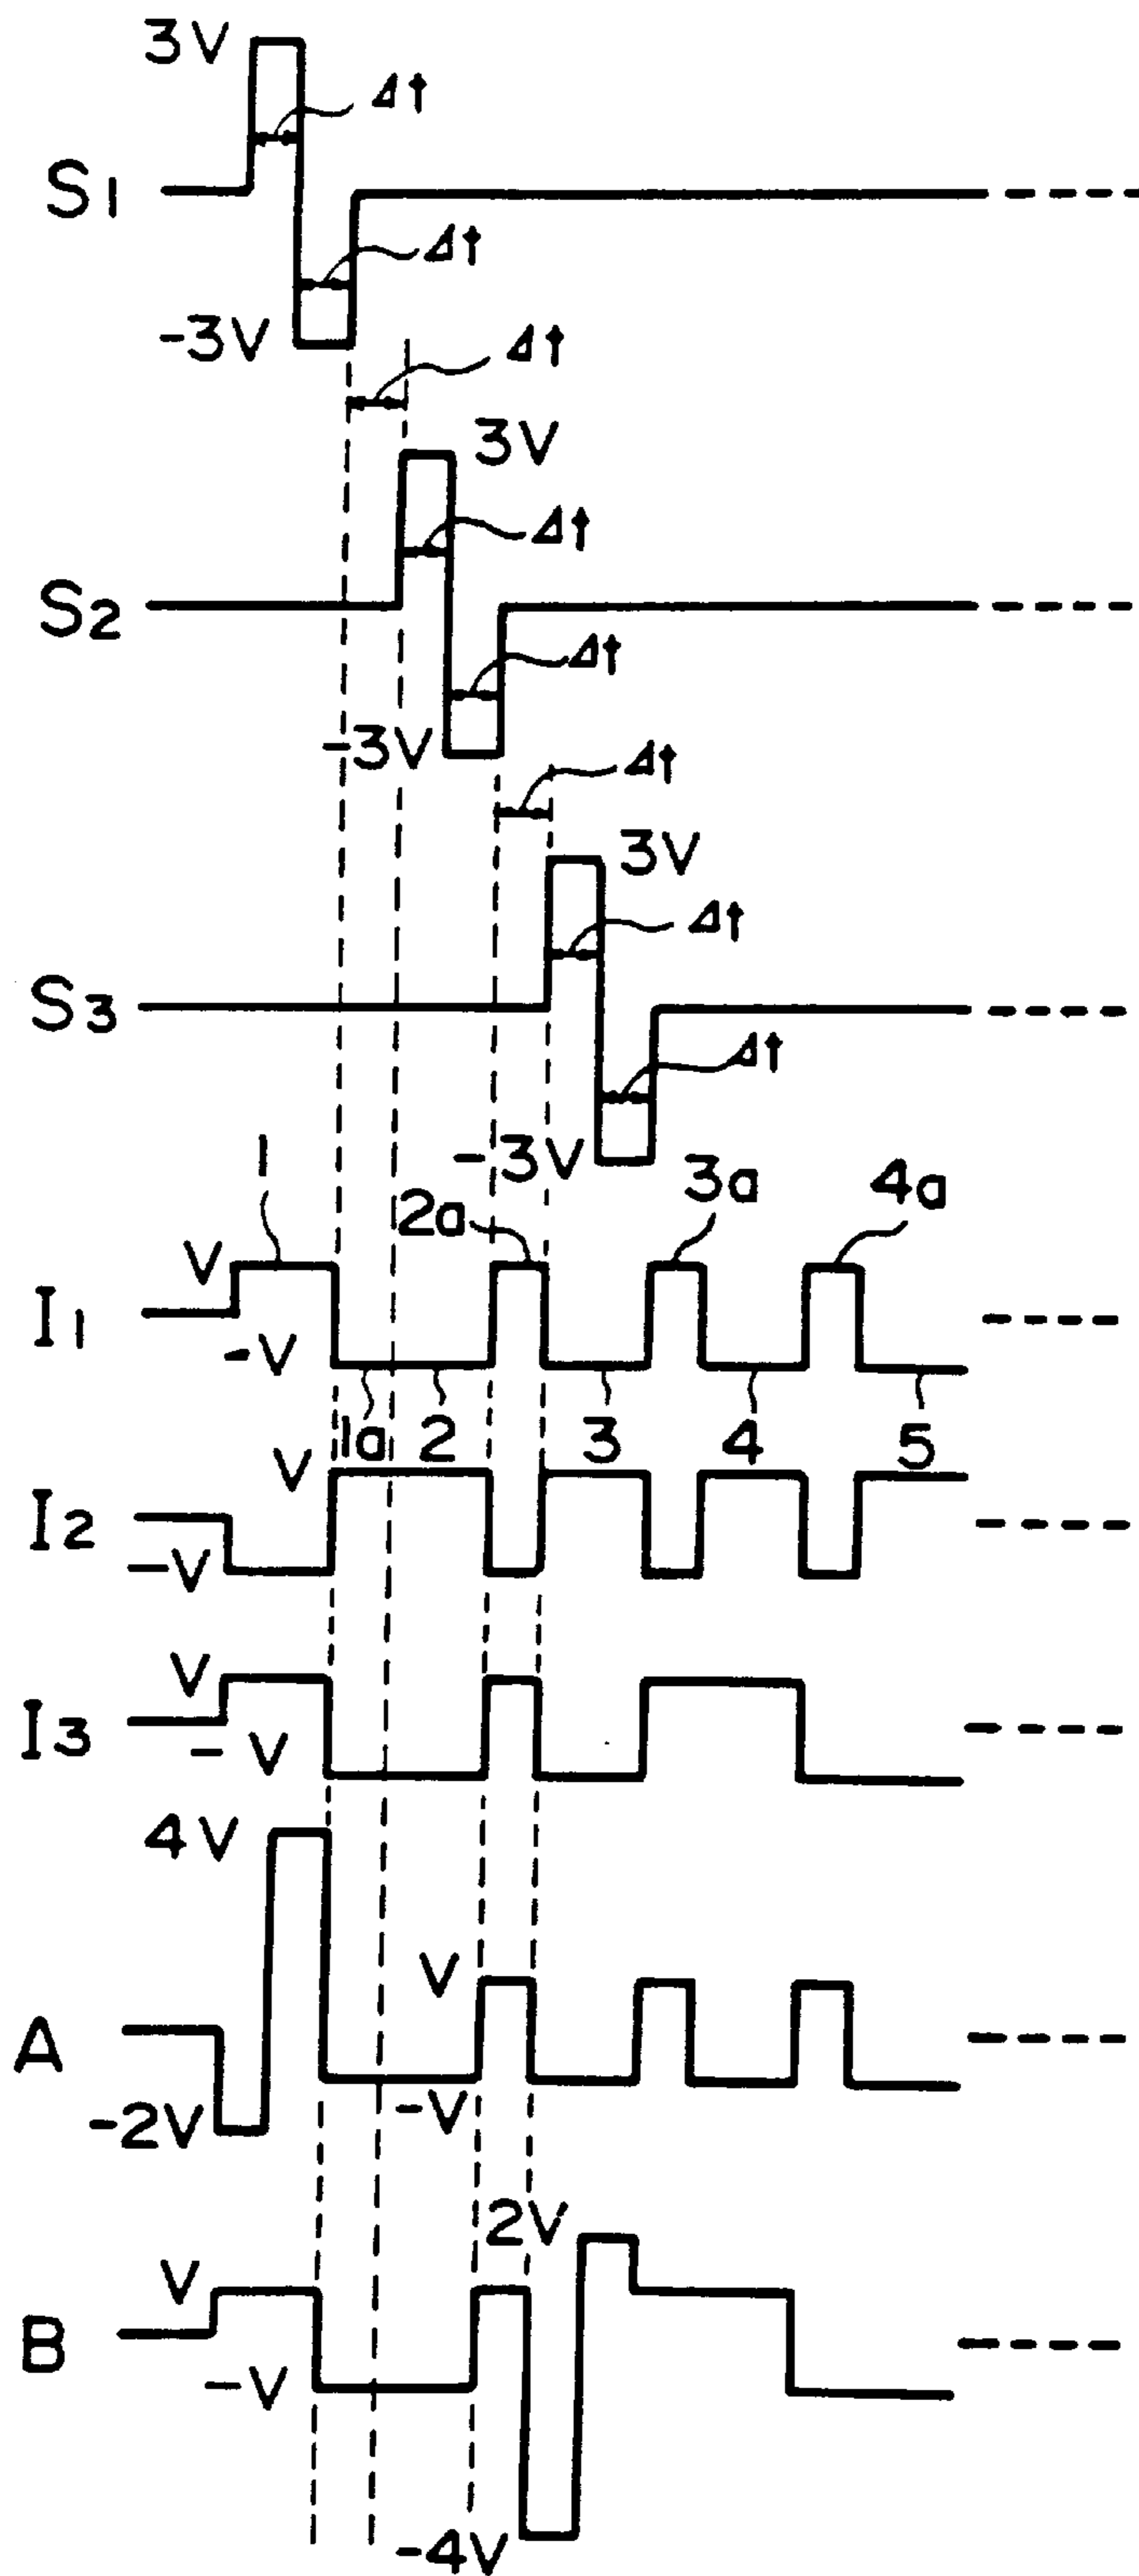 3V
Δt
S1
Δt
-3V
Δt
3V
Δt
S2
Δt
-3V
Δt
3V
Δt
S3
Δt
-3V
1
2a
3a
4a
V
I1
-V
1a
2
3
4
5
V
I2
-V
V
I3
-V
4V
V
A
-2V
-V
2V
V
B
-V
-4V